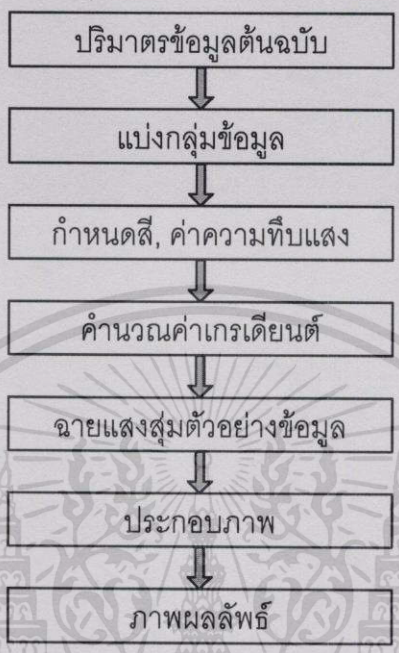 ปริมาตรข้อมูลต้นฉบับ
แบ่งกลุ่มข้อมูล
กำหนดสี, ค่าความทึบแสง
คำนวณค่าเกรเดียนต์
ฉายแสงสุ่มตัวอย่างข้อมูล
ประกอบภาพ
ภาพผลลัพธ์